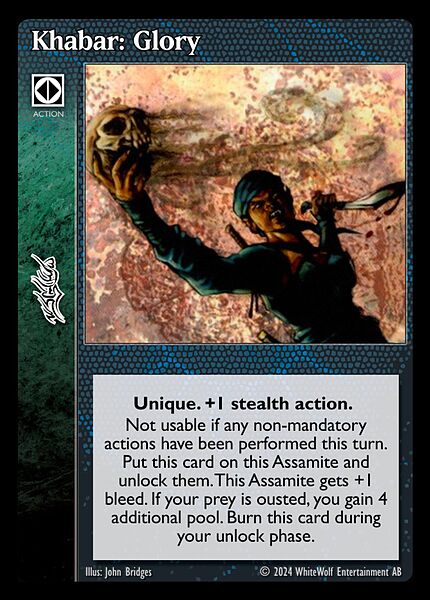 Khabar: Glory
ACTION
Unique. +1 stealth action.
Not usable if any non-mandatory
actions have been performed this turn.
Put this card on this Assamite and
unlock them.This Assamite gets +1
bleed. If your prey is ousted, you gain 4
additional pool. Burn this card during
your unlock phase.
Illus: John Bridges © 2024 WhiteWolf Entertainment AB